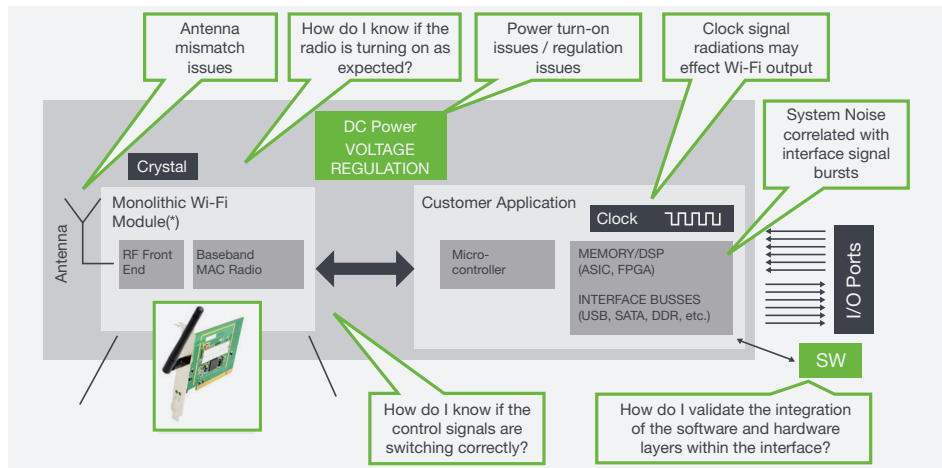 Antenna
mismatch
issues
How do I know if the
radio is turning on as
expected?
Power turn-on
issues / regulation
issues
Clock signal
radiations may
effect Wi-Fi output
System Noise
correlated with
interface signal
bursts
DC Power
VOLTAGE
REGULATION
Crystal
Antenna
Monolithic Wi-Fi
Module(*)
RF Front
End
Baseband
MAC Radio
Customer Application
Clock
Micro-
controller
MEMORY/DSP
(ASIC, FPGA)
INTERFACE BUSSES
(USB, SATA, DDR, etc.)
I/O Ports
SW
How do I know if the
control signals are
switching correctly?
How do I validate the integration
of the software and hardware
layers within the interface?